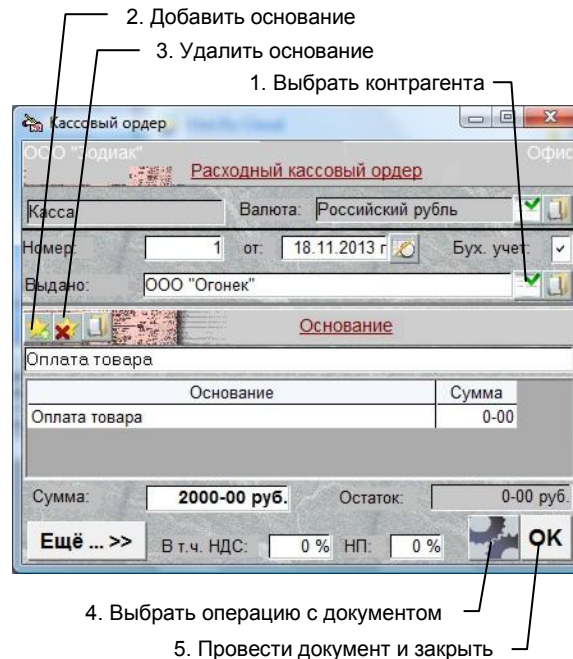 2. Добавить основание
3. Удалить основание
1. Выбрать контрагента
Кассовый ордер
ООО "Зодиак" Офис
Расходный кассовый ордер
Касса Валюта: Российский рубль
Номер: 1 от: 18.11.2013 г Бух. учет:
Выдано: ООО "Огонек"
Основание
Оплата товара
Основание Сумма
Оплата товара 0-00
Сумма: 2000-00 руб. Остаток: 0-00 руб.
Ещё ... >> В т.ч. НДС: 0 % НП: 0 % OK
4. Выбрать операцию с документом
5. Провести документ и закрыть